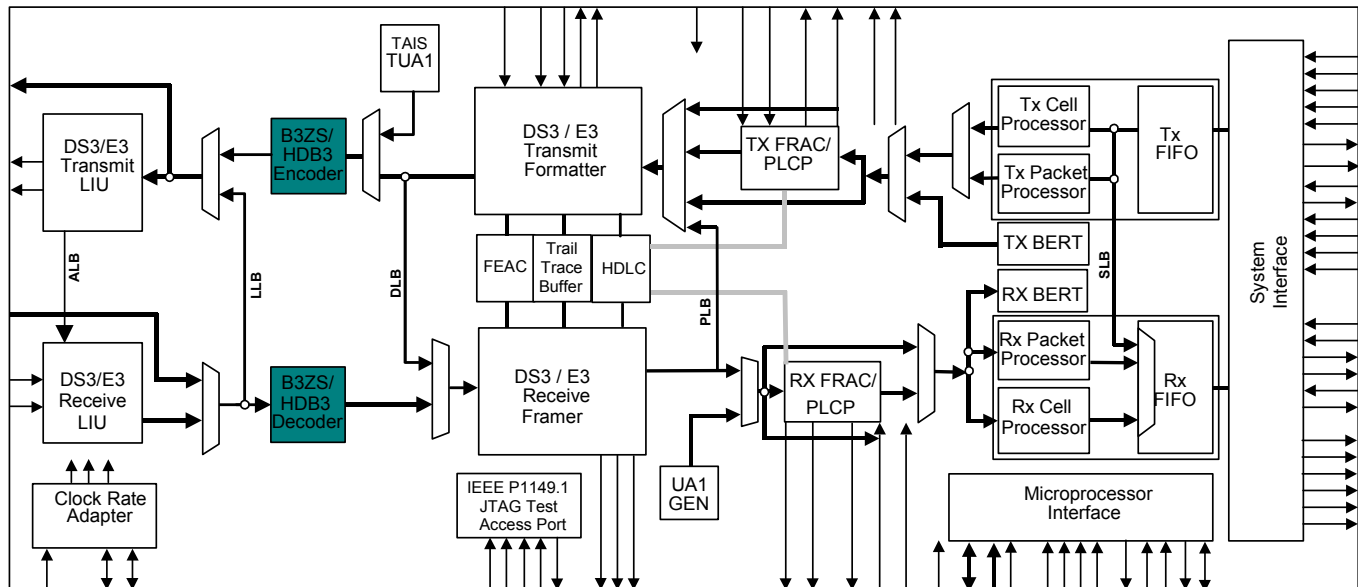 TAIS
TUA1
DS3/E3
Transmit
LIU
B3ZS/
HDB3
Encoder
DS3 / E3
Transmit
Formatter
TX FRAC/
PLCP
Tx Cell
Processor
Tx
FIFO
Tx Packet
Processor
TX BERT
RX BERT
FEAC
Trail
Trace
Buffer
HDLC
ALB
LLB
DLB
PLB
SLB
System
Interface
DS3/E3
Receive
LIU
B3ZS/
HDB3
Decoder
DS3 / E3
Receive
Framer
RX FRAC/
PLCP
Rx Packet
Processor
Rx Cell
Processor
Rx
FIFO
Clock Rate
Adapter
IEEE P1149.1
JTAG Test
Access Port
UA1
GEN
Microprocessor
Interface